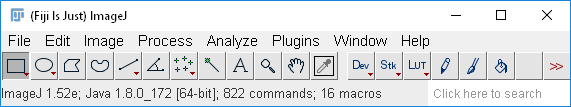 (Fiji Is Just) ImageJ
File Edit Image Process Analyze Plugins Window Help
A Dev Stk LUT >>
ImageJ 1.52e; Java 1.8.0_172 [64-bit]; 822 commands; 16 macros Click here to search